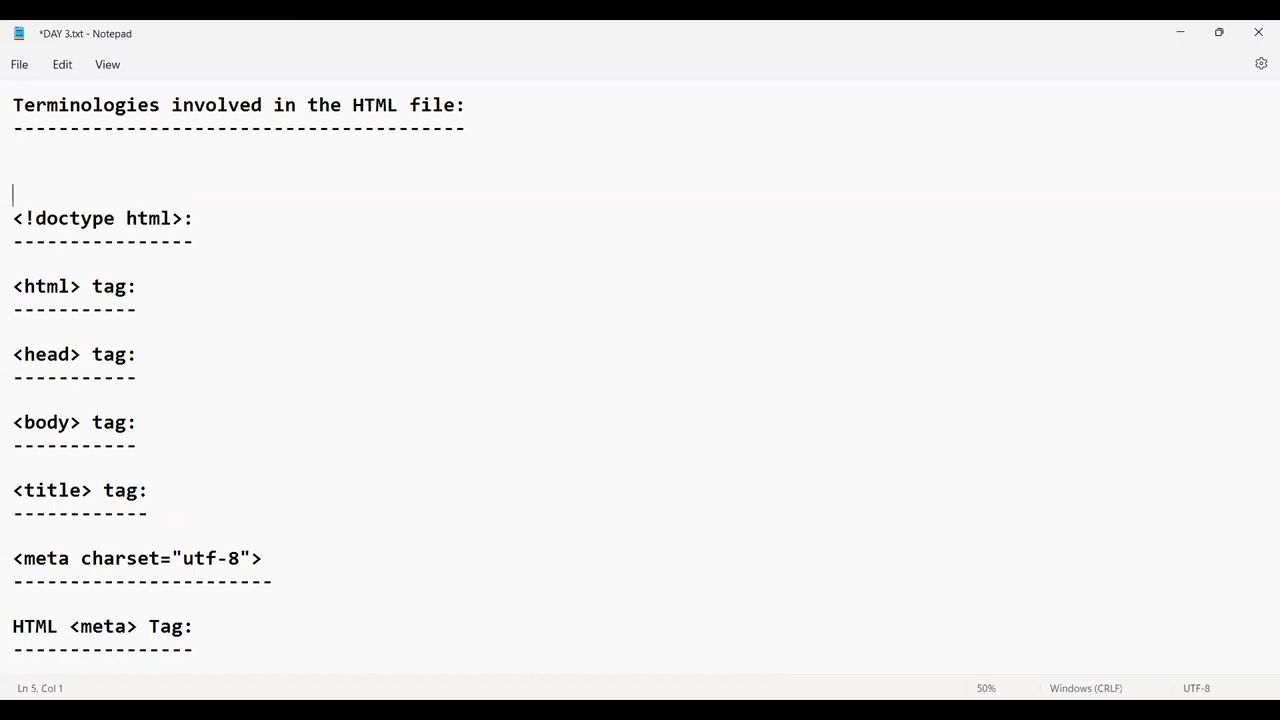 *DAY 3.txt - Notepad
File Edit View
Terminologies involved in the HTML file:
----------------------------------------
<!doctype html>:
----------------
<html> tag:
-----------
<head> tag:
-----------
<body> tag:
-----------
<title> tag:
------------
<meta charset="utf-8">
-----------------------
HTML <meta> Tag:
----------------
Ln 5, Col 1 50% Windows (CRLF) UTF-8